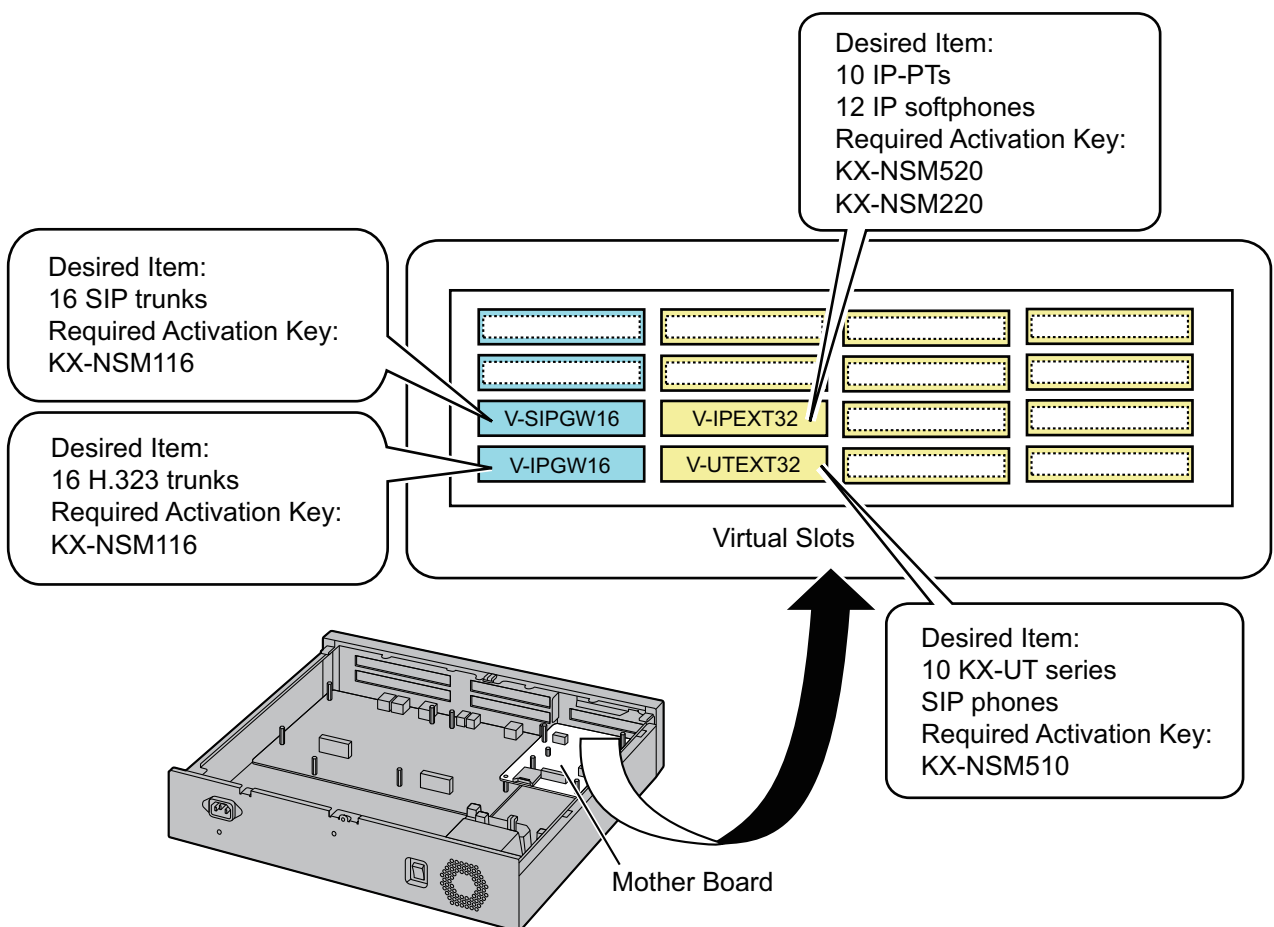 Desired Item:
10 IP-PTs
12 IP softphones
Required Activation Key:
KX-NSM520
KX-NSM220
Desired Item:
16 SIP trunks
Required Activation Key:
KX-NSM116
Desired Item:
16 H.323 trunks
Required Activation Key:
KX-NSM116
V-SIPGW16
V-IPEXT32
V-IPGW16
V-UTEXT32
Virtual Slots
Desired Item:
10 KX-UT series
SIP phones
Required Activation Key:
KX-NSM510
Mother Board